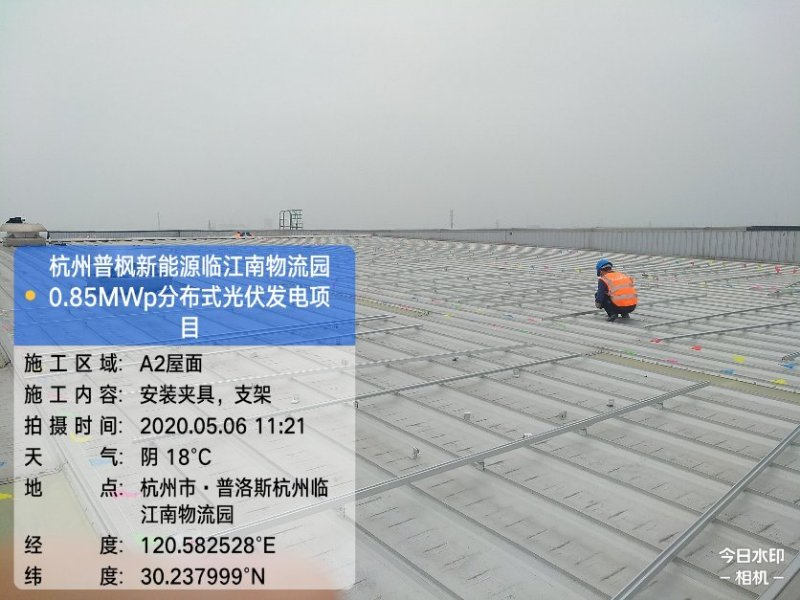 杭州普枫新能源临江南物流园
0.85MWp分布式光伏发电项
目
施工区域: A2屋面
施工内容: 安装夹具，支架
拍摄时间: 2020.05.06 11:21
天气: 阴 18℃
地点: 杭州市·普洛斯杭州临
江南物流园
经度: 120.582528°E
纬度: 30.237999°N
今日水印
-相机-